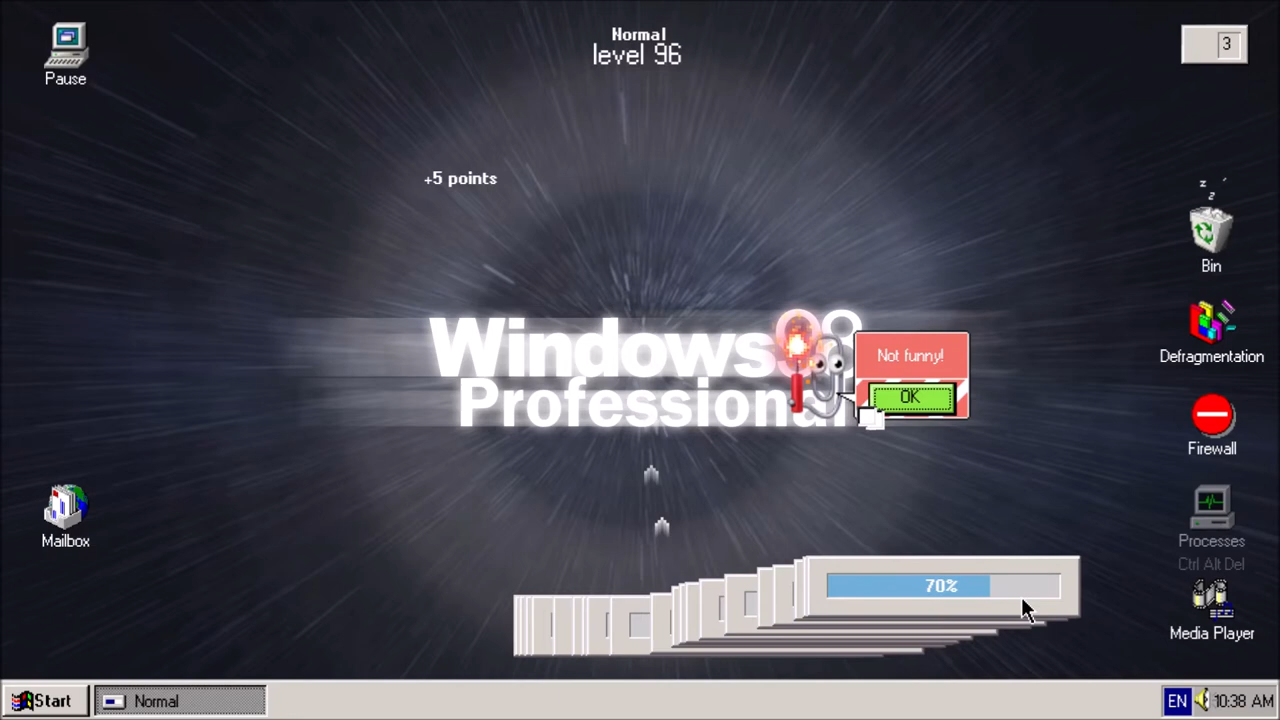 Pause
Normal
level 96
3
+5 points
z
z
Bin
Windows
Professional
Not funny!
OK
Defragmentation
Firewall
Mailbox
Processes
Ctrl Alt Del
70%
Media Player
Start
Normal
EN
10:38 AM